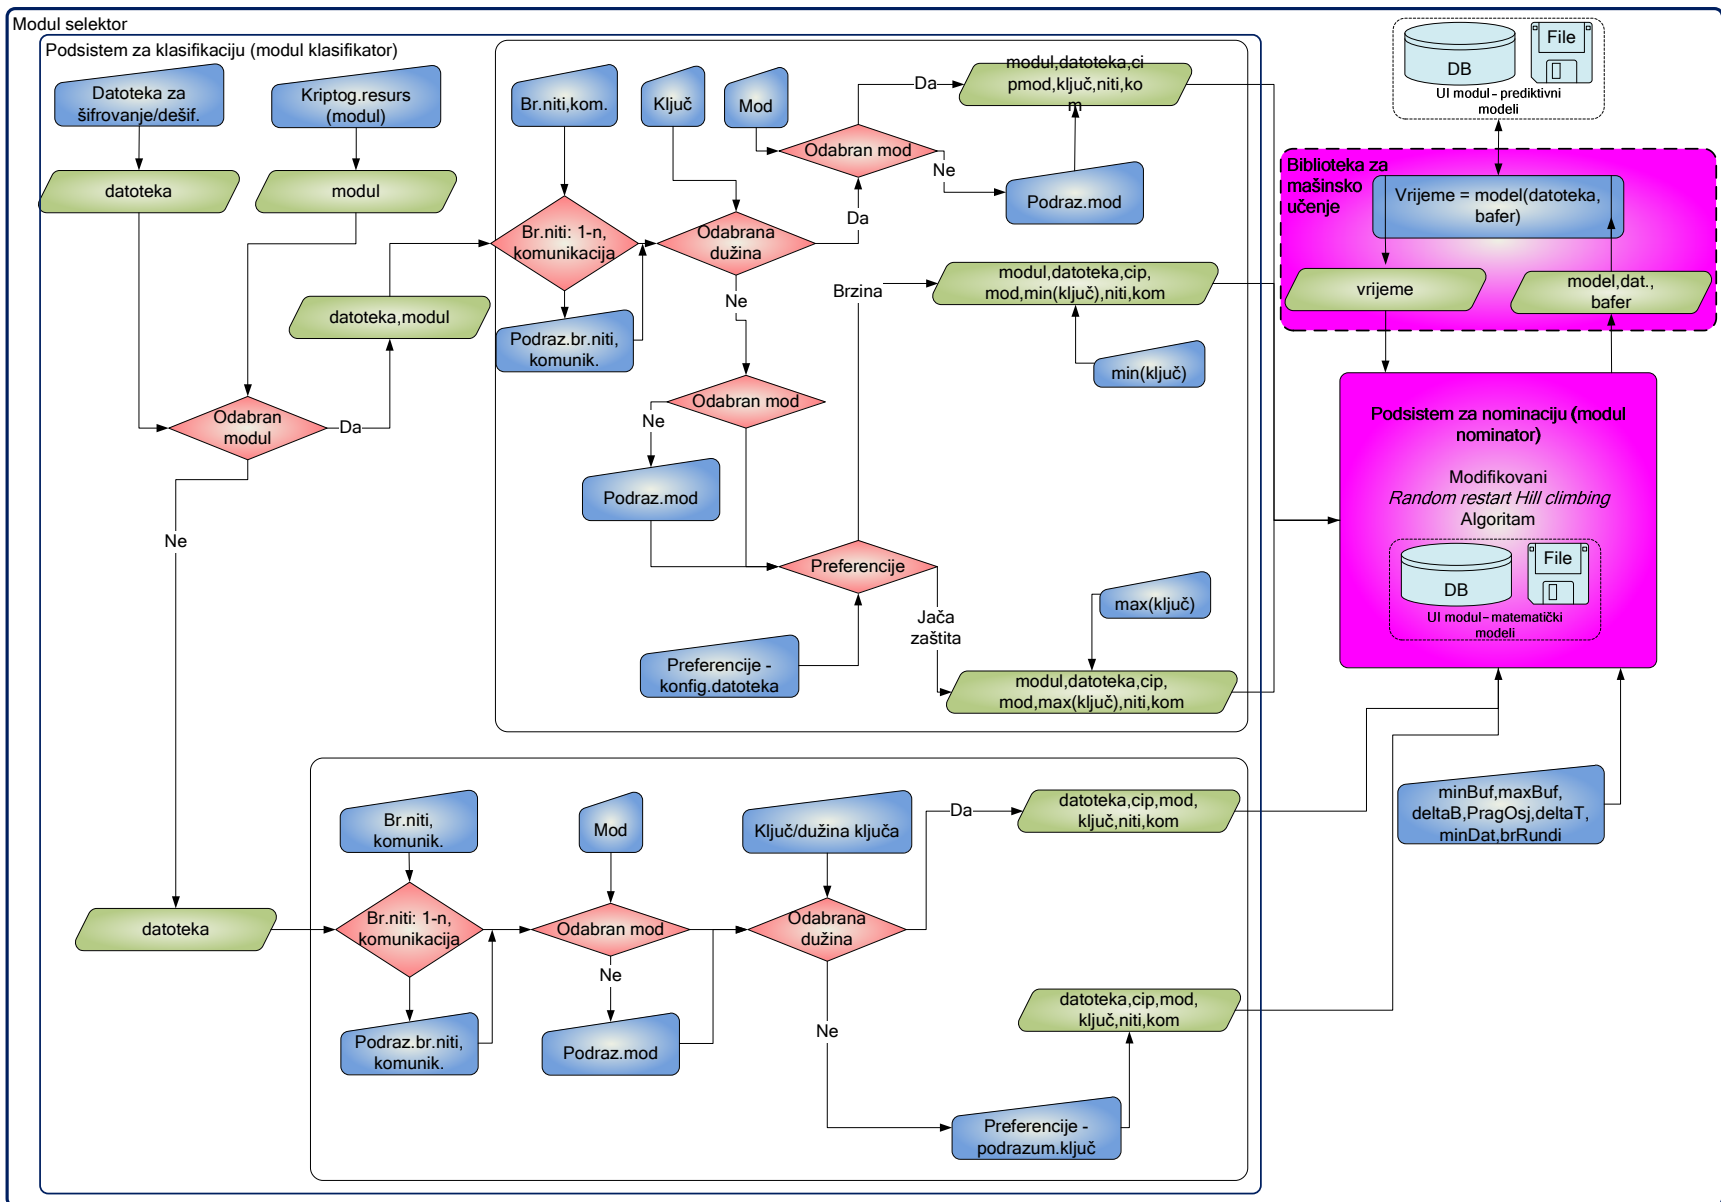 Modul selektor
Podsistem za klasifikaciju (modul klasifikator)
Datoteka za
šifrovanje/dešif.
Kriptog.resurs
(modul)
datoteka
modul
datoteka,modul
Odabran
modul
Da
Ne
Br.niti,kom.
Ključ
Mod
Br.niti: 1-n,
komunikacija
Podraz.br.niti,
komunik.
Odabrana
dužina
Da
Ne
Odabran mod
Da
Ne
Podraz.mod
modul,datoteka,ci
pmod,ključ,niti,ko
m
Odabran mod
Ne
Podraz.mod
Preferencije
Brzina
Jača
zaštita
Preferencije -
konfig.datoteka
modul,datoteka,cip,
mod,min(ključ),niti,kom
min(ključ)
max(ključ)
modul,datoteka,cip,
mod,max(ključ),niti,kom
DB
File
UI modul – prediktivni
modeli
Biblioteka za
mašinsko
učenje
Vrijeme = model(datoteka,
bafer)
vrijeme
model,dat.,
bafer
Podsistem za nominaciju (modul
nominator)
Modifikovani
Random restart Hill climbing
Algoritam
DB
File
UI modul – matematički
modeli
minBuf,maxBuf,
deltaB,PragOsj,deltaT,
minDat,brRundi
datoteka
Br.niti,
komunik.
Br.niti: 1-n,
komunikacija
Podraz.br.niti,
komunik.
Mod
Odabran mod
Ne
Podraz.mod
Ključ/dužina ključa
Odabrana
dužina
Da
Ne
datoteka,cip,mod,
ključ,niti,kom
datoteka,cip,mod,
ključ,niti,kom
Preferencije -
podrazum.ključ